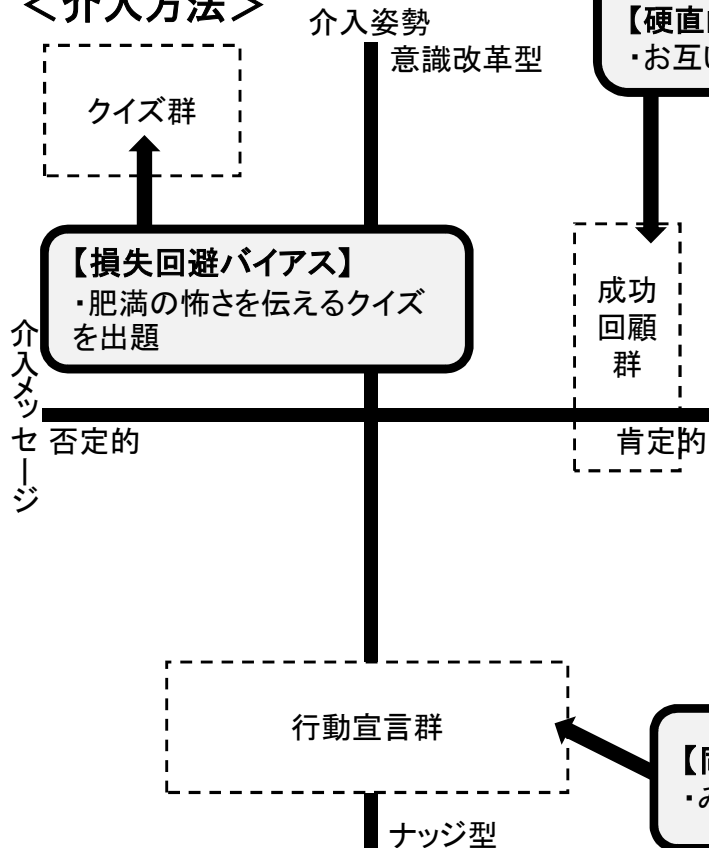 ＜介入方法＞
介入姿勢
意識改革型
【硬直
・お互い
クイズ群
【損失回避バイアス】
・肥満の怖さを伝えるクイズ
を出題
成功
回顧
群
介入メッセージ
否定的
肯定的
行動宣言群
【同
・み
ナッジ型